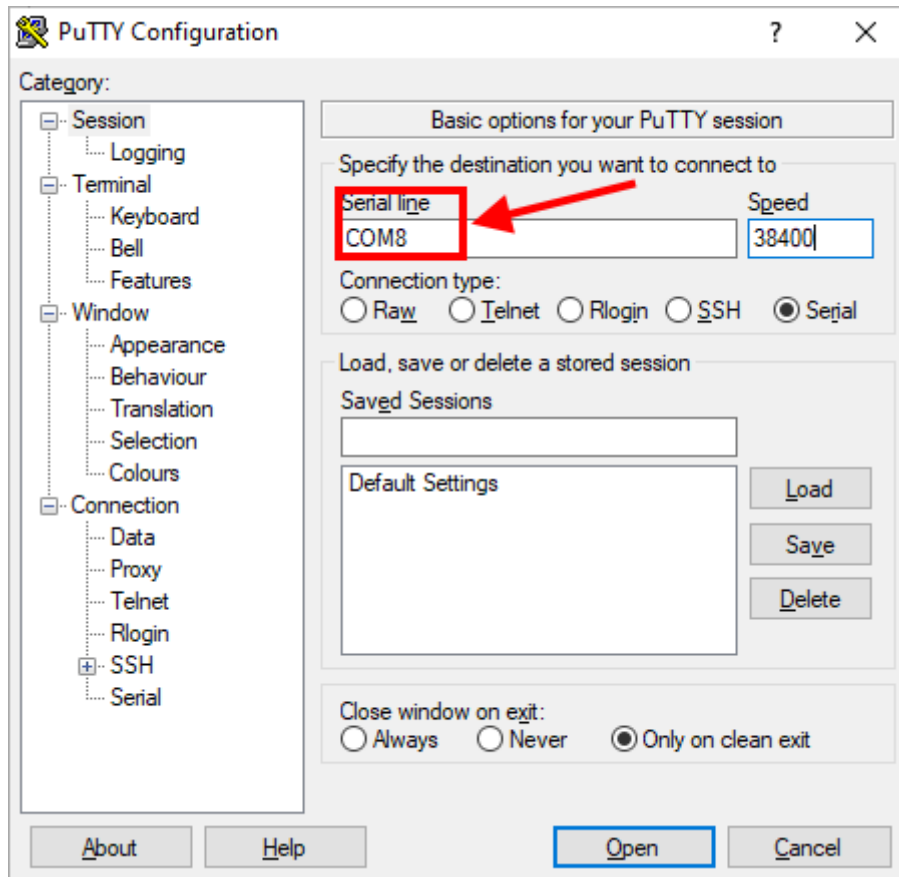 PuTTY Configuration ? X
Category:
Session
Logging
Terminal
Keyboard
Bell
Features
Window
Appearance
Behaviour
Translation
Selection
Colours
Connection
Data
Proxy
Telnet
Rlogin
SSH
Serial
Basic options for your PuTTY session
Specify the destination you want to connect to
Serial line Speed
COM8 38400
Connection type:
Raw Telnet Rlogin SSH Serial
Load, save or delete a stored session
Saved Sessions
Default Settings
Load
Save
Delete
Close window on exit:
Always Never Only on clean exit
About Help Open Cancel